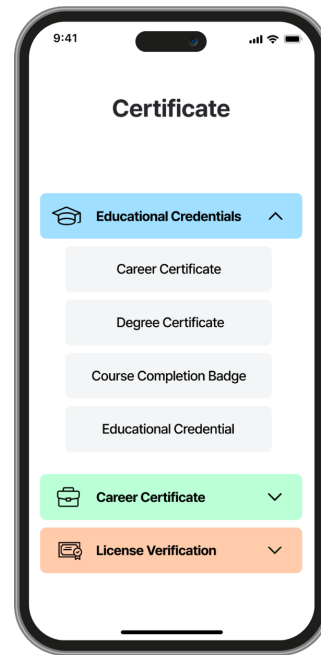 9:41
Certificate
Educational Credentials
Career Certificate
Degree Certificate
Course Completion Badge
Educational Credential
Career Certificate
License Verification